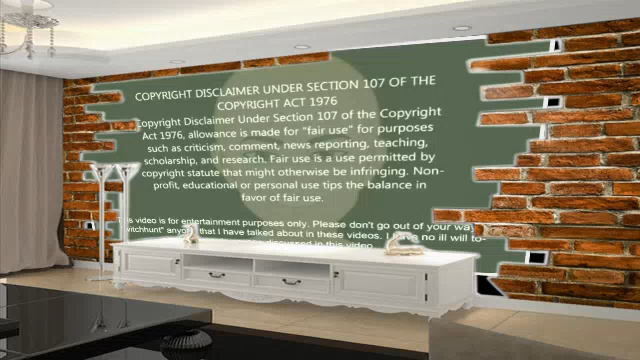 COPYRIGHT DISCLAIMER UNDER SECTION 107 OF THE
COPYRIGHT ACT 1976
Copyright Disclaimer Under Section 107 of the Copyright
Act 1976, allowance is made for "fair use" for purposes
such as criticism, comment, news reporting, teaching,
scholarship, and research. Fair use is a use permitted by
copyright statute that might otherwise be infringing. Non-
profit, educational or personal use tips the balance in
favor of fair use.
This video is for entertainment purposes only. Please don't go out of your way
"witchhunt" anyone that I have talked about in these videos. I have no ill will to-
discussed in this video